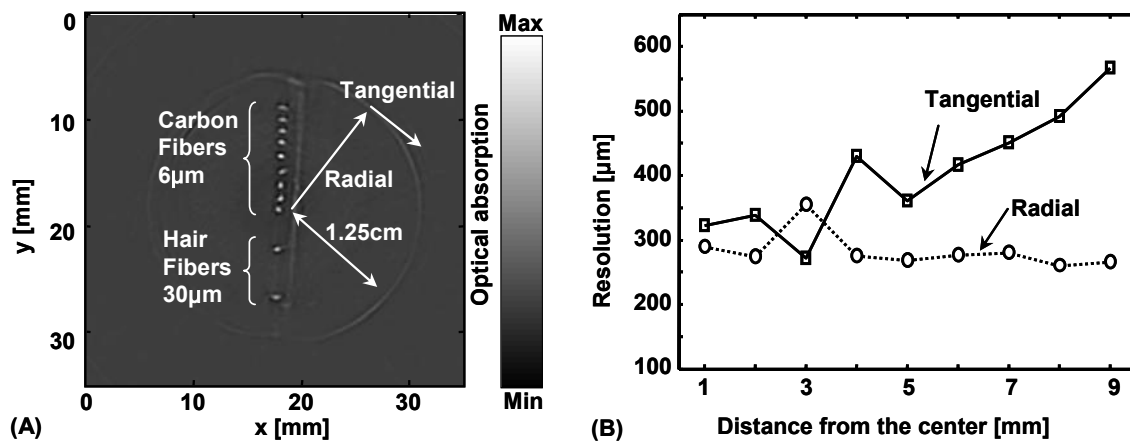 0
10
20
30
y [mm]
0
10
20
30
x [mm]
(A)
Carbon
Fibers
6µm
Hair
Fibers
30µm
Tangential
Radial
1.25cm
Optical absorption
Max
Min
600
500
400
300
200
100
Resolution [µm]
Tangential
Radial
1 3 5 7 9
Distance from the center [mm]
(B)